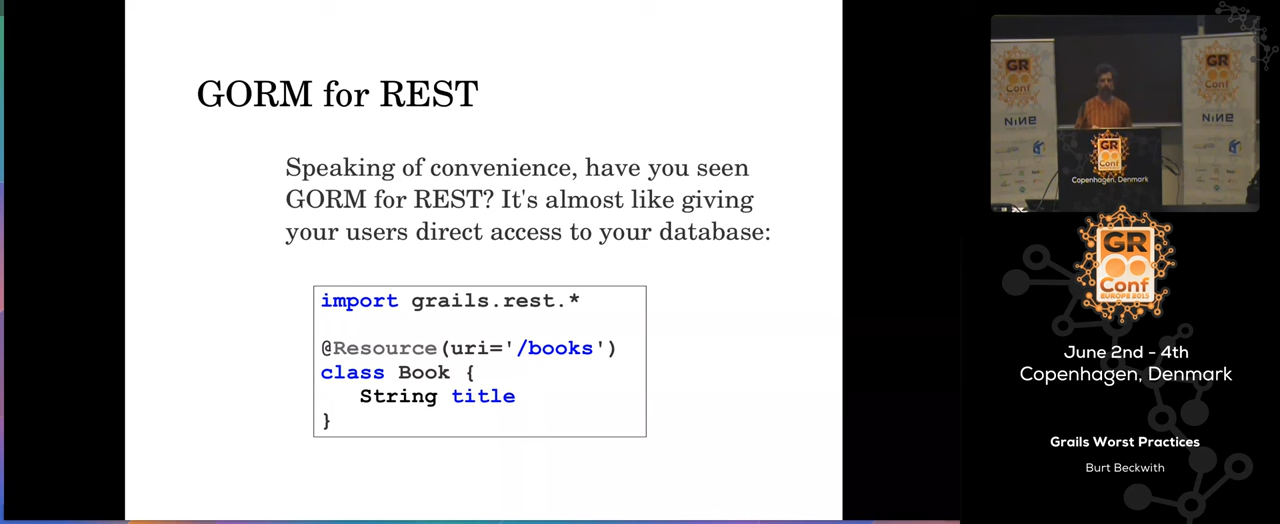 GORM for REST
Speaking of convenience, have you seen
GORM for REST? It's almost like giving
your users direct access to your database:
import grails.rest.*
@Resource(uri='/books')
class Book {
String title
}
GR
Conf
NINE
GR
Conf
NINE
GR
Conf
Copenhagen, Denmark
GR
Conf
EUROPE 2015
June 2nd - 4th
Copenhagen, Denmark
Grails Worst Practices
Burt Beckwith